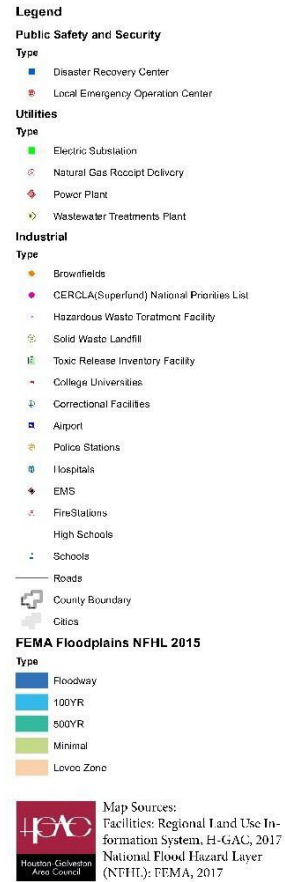 Legend
Public Safety and Security
Type
Disaster Recovery Center
Local Emergency Operation Center
Utilities
Type
Electric Substation
Natural Gas Receipt Delivery
Power Plant
Wastewater Treatments Plant
Industrial
Type
Brownfields
CERCLA(Superfund) National Priorities List
Hazardous Waste Toratment Facility
Solid Waste Landfill
Toxic Release Inventory Facility
College Universities
Correctional Facilities
Airport
Police Stations
Hospitals
EMS
FireStations
High Schools
Schools
Roads
County Boundary
Cities
FEMA Floodplains NFHL 2015
Type
Floodway
100YR
500YR
Minimal
Levee Zone
Map Sources:
Facilities: Regional Land Use In-
formation System, H-GAC, 2017
National Flood Hazard Layer
(NFHL): FEMA, 2017
HGAC
Houston-Galveston
Area Council